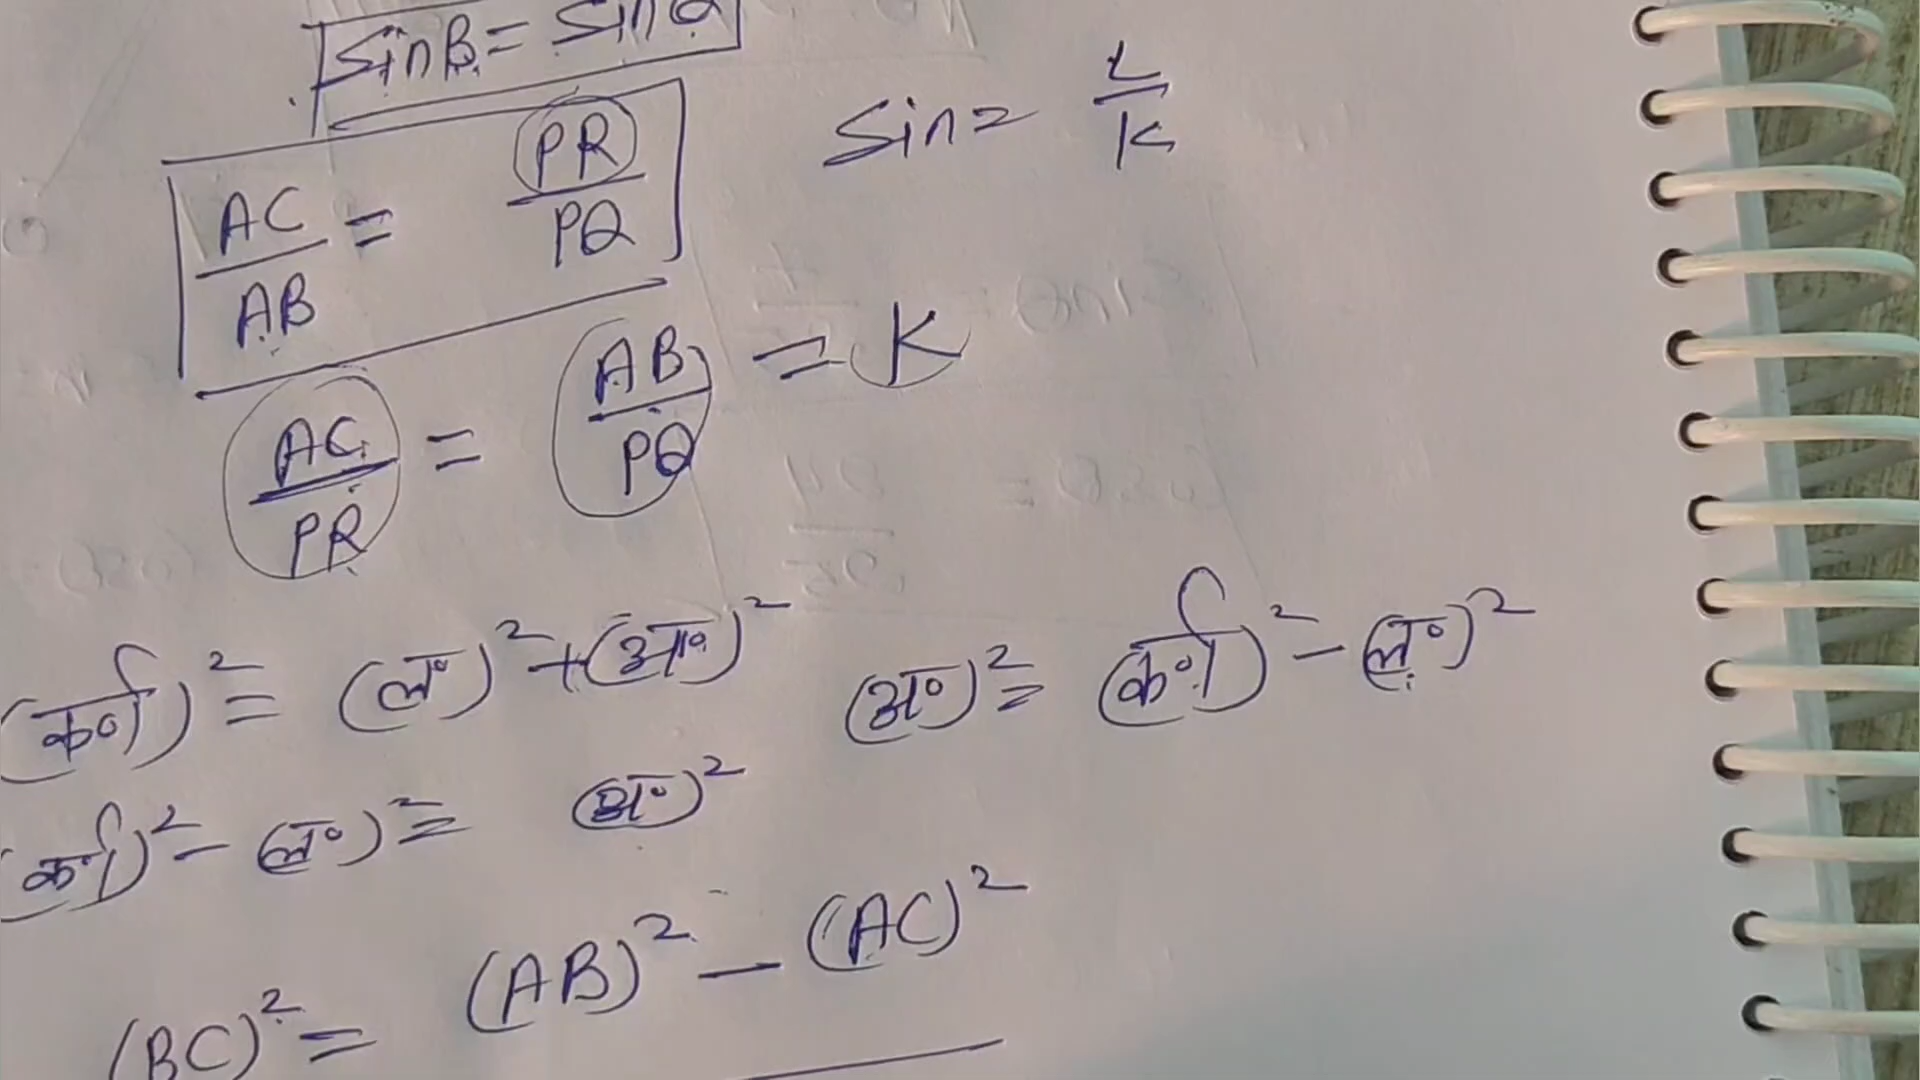 SinB = SinQ
AC/AB = PR/PQ Sin = L/K
AC/PR = AB/PQ = K
(कर्ण)² = (ल॰)² + (आ॰)² (आ॰)² = (कर्ण)² - (ल॰)²
(कर्ण)² - (ल॰)² = (आ॰)²
(BC)² = (AB)² - (AC)²